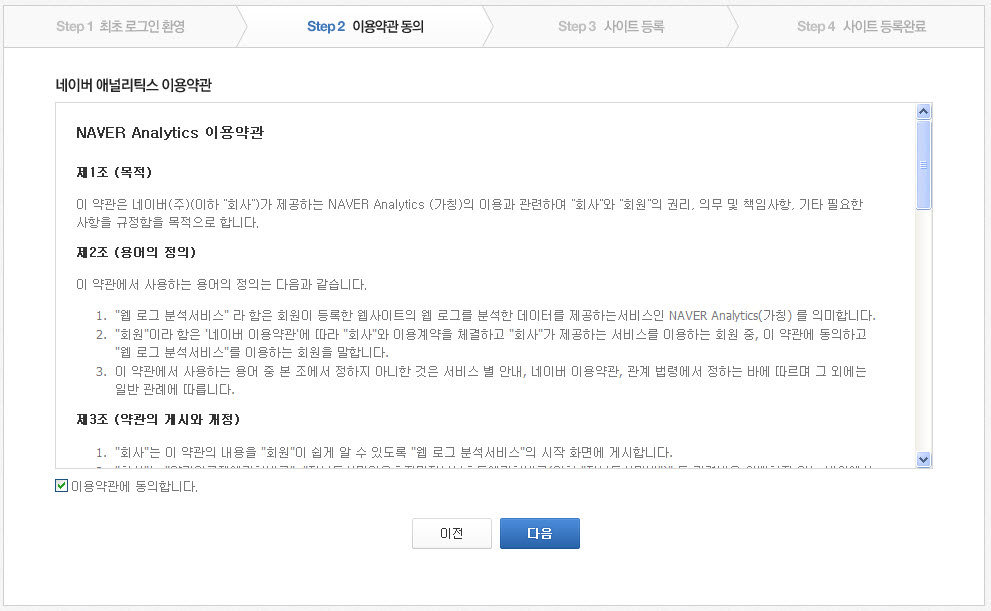 Step 1 최초 로그인 환영
Step 2 이용약관 동의
Step 3 사이트 등록
Step 4 사이트 등록완료
네이버 애널리틱스 이용약관
NAVER Analytics 이용약관
제1조 (목적)
이 약관은 네이버(주)(이하 "회사")가 제공하는 NAVER Analytics (가칭)의 이용과 관련하여 "회사"와 "회원"의 권리, 의무 및 책임사항, 기타 필요한
사항을 규정함을 목적으로 합니다.
제2조 (용어의 정의)
이 약관에서 사용하는 용어의 정의는 다음과 같습니다.
1. "웹 로그 분석서비스" 라 함은 회원이 등록한 웹사이트의 웹 로그를 분석한 데이터를 제공하는서비스인 NAVER Analytics(가칭) 를 의미합니다.
2. "회원"이라 함은 '네이버 이용약관'에 따라 "회사"와 이용계약을 체결하고 "회사"가 제공하는 서비스를 이용하는 회원 중, 이 약관에 동의하고
"웹 로그 분석서비스"를 이용하는 회원을 말합니다.
3. 이 약관에서 사용하는 용어 중 본 조에서 정하지 아니한 것은 서비스 별 안내, 네이버 이용약관, 관계 법령에서 정하는 바에 따르며 그 외에는
일반 관례에 따릅니다.
제3조 (약관의 게시와 개정)
1. "회사"는 이 약관의 내용을 "회원"이 쉽게 알 수 있도록 "웹 로그 분석서비스"의 시작 화면에 게시합니다.
이용약관에 동의합니다.
이전
다음